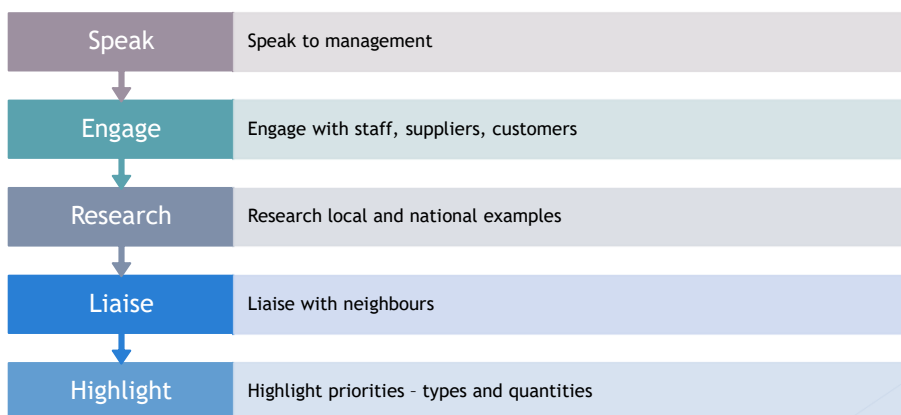 Speak
Speak to management
Engage
Engage with staff, suppliers, customers
Research
Research local and national examples
Liaise
Liaise with neighbours
Highlight
Highlight priorities – types and quantities